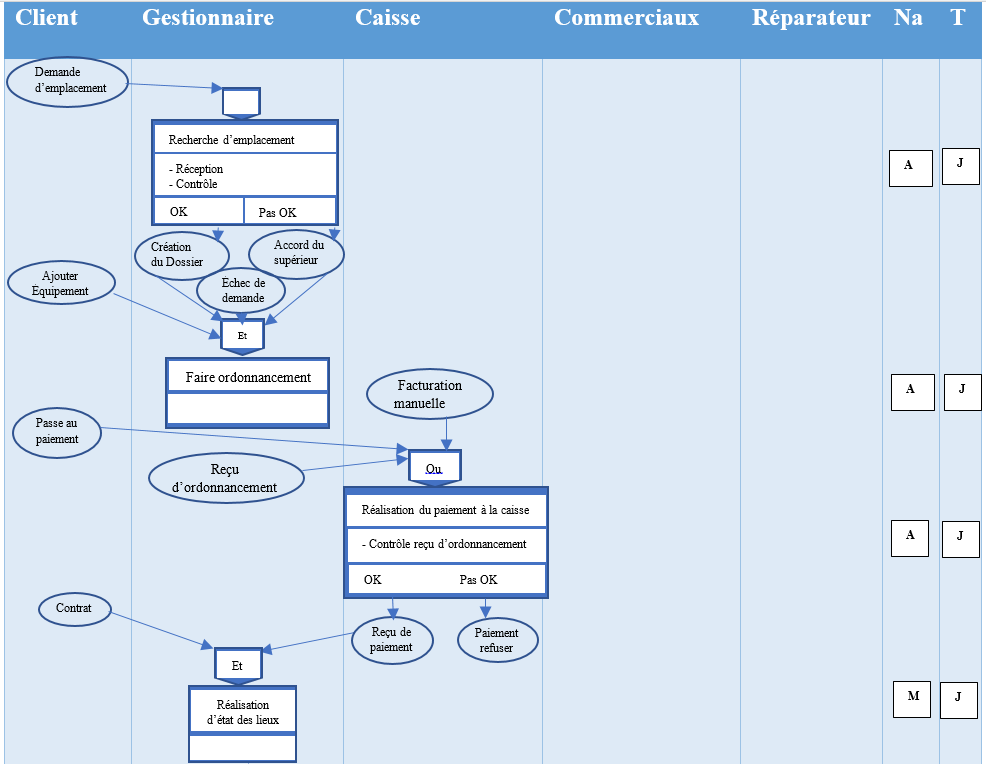 Client Gestionnaire Caisse Commerciaux Réparateur Na T
Demande
d’emplacement
Recherche d’emplacement
- Réception
- Contrôle
A J
OK Pas OK
Création
du Dossier
Accord du
supérieur
Ajouter
Équipement
Échec de
demande
Et
Faire ordonnancement
Facturation
manuelle
A J
Passe au
paiement
Reçu
d’ordonnancement
Ou
Réalisation du paiement à la caisse
- Contrôle reçu d’ordonnancement
A J
OK Pas OK
Contrat
Reçu de
paiement
Paiement
refuser
Et
Réalisation
d’état des lieux
M J